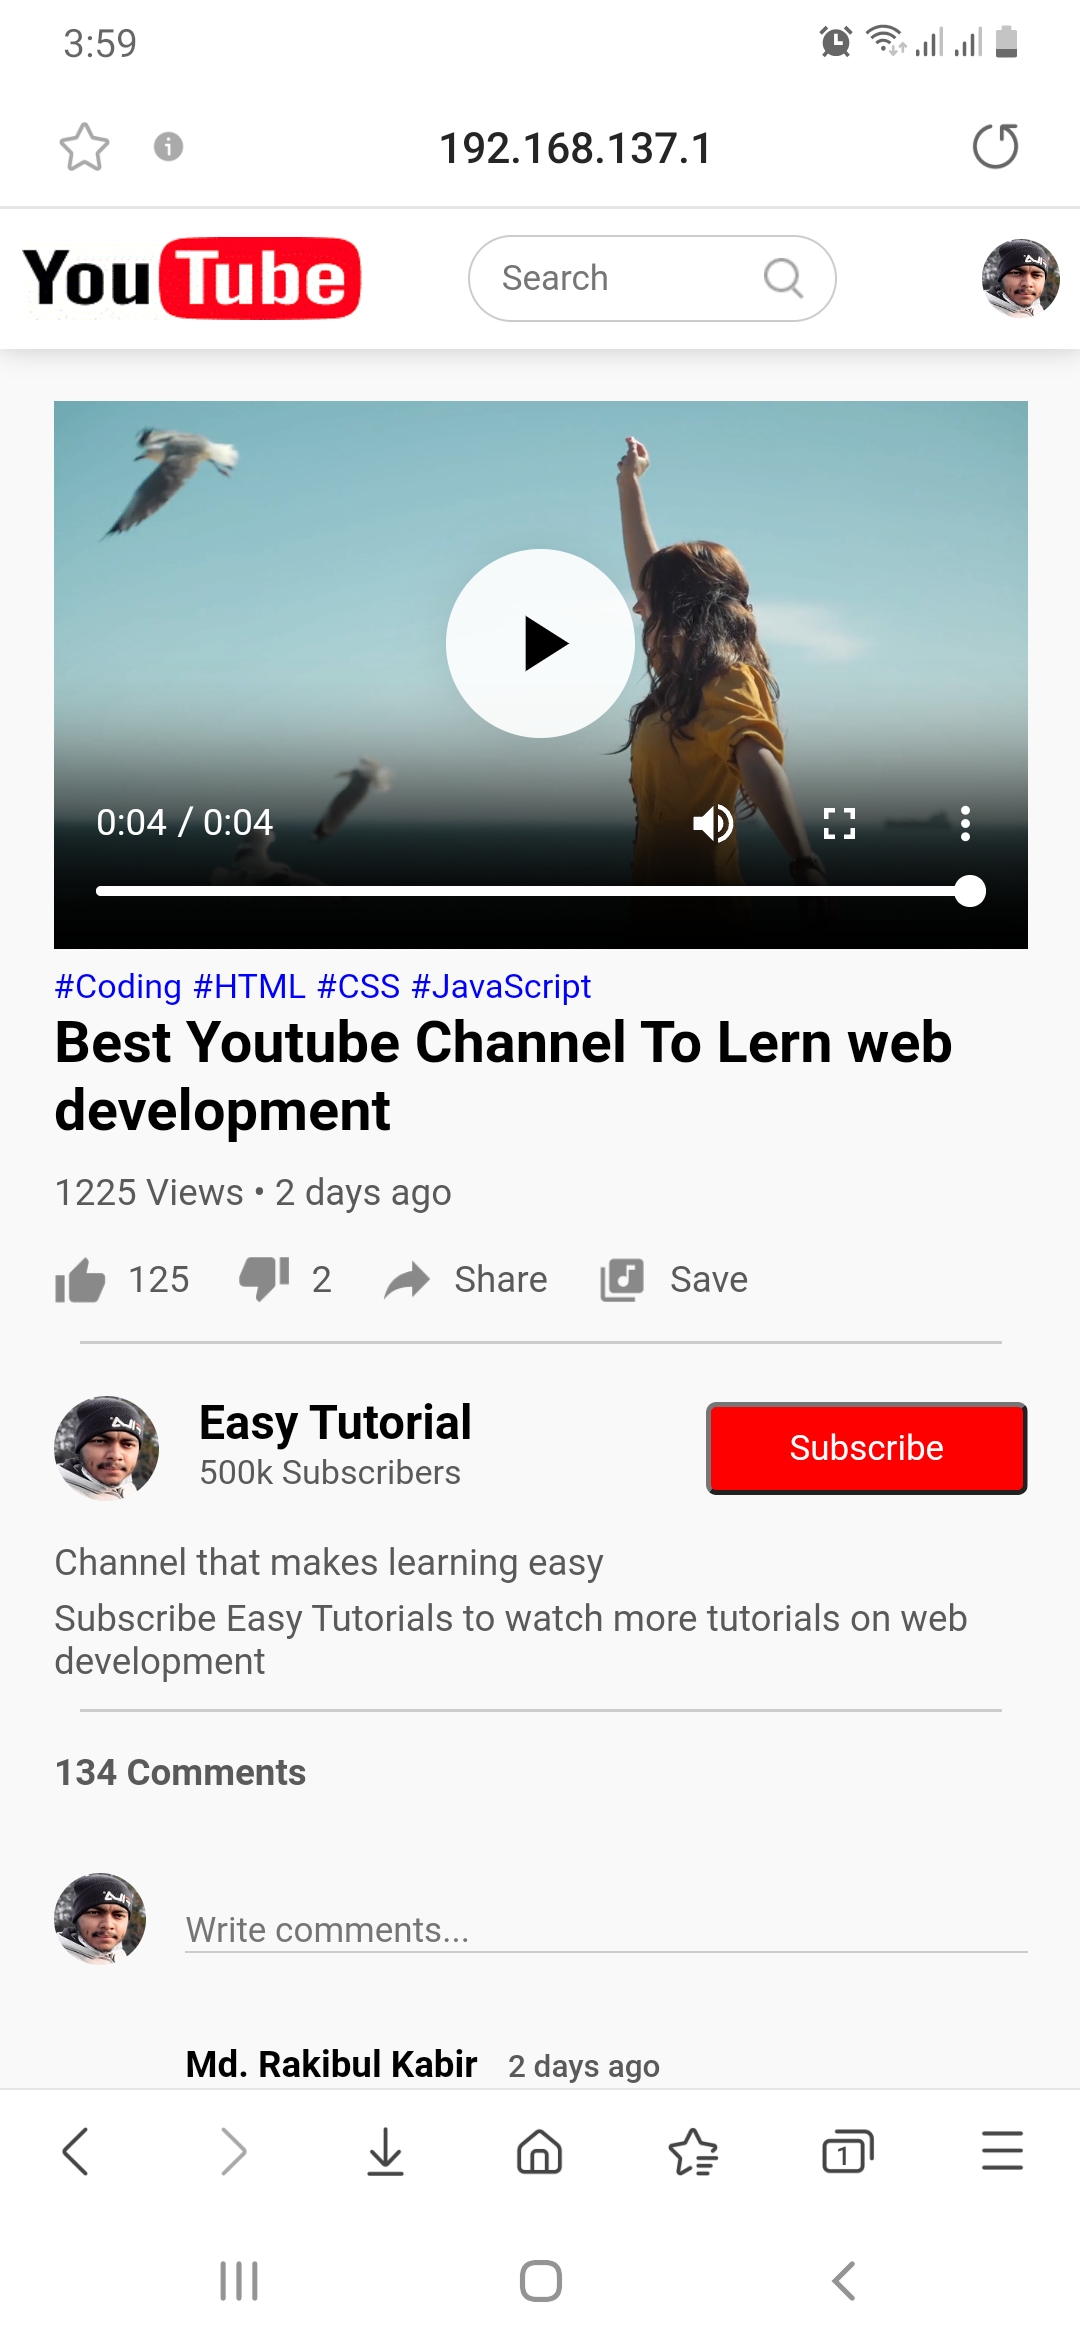 3:59
192.168.137.1
YouTube
Search
0:04 / 0:04
#Coding #HTML #CSS #JavaScript
Best Youtube Channel To Lern web
development
1225 Views • 2 days ago
125 2 Share Save
Easy Tutorial
500k Subscribers
Subscribe
Channel that makes learning easy
Subscribe Easy Tutorials to watch more tutorials on web
development
134 Comments
Write comments...
Md. Rakibul Kabir 2 days ago
1